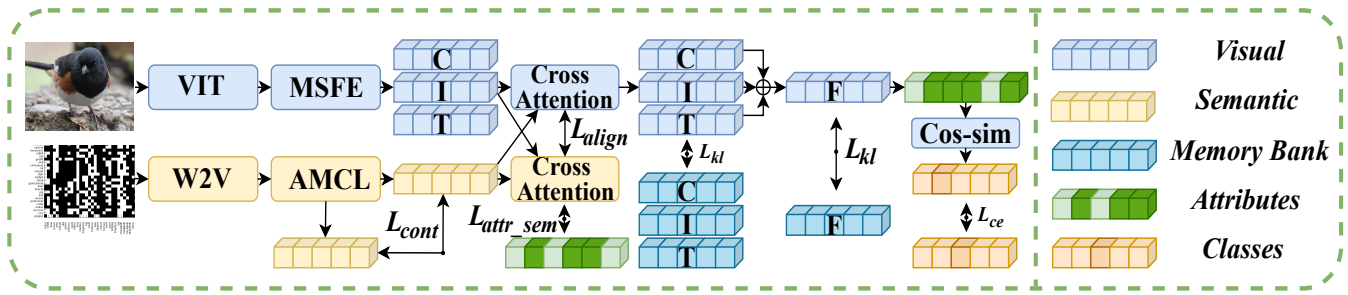 VIT
MSFE
C
I
T
Cross
Attention
C
I
T
F
Cos-sim
L_align
L_kl
L_kl
W2V
AMCL
Cross
Attention
L_cont
L_attr_sem
C
I
T
F
L_ce
Visual
Semantic
Memory Bank
Attributes
Classes